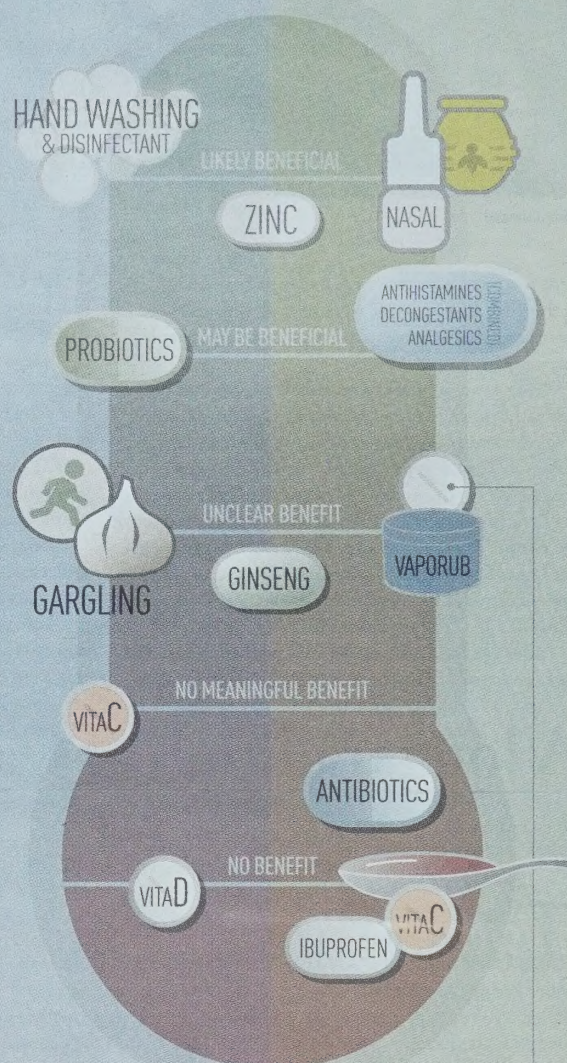 HAND WASHING
& DISINFECTANT
LIKELY BENEFICIAL
ZINC
NASAL
ANTIHISTAMINES
DECONGESTANTS
ANALGESICS
(COMBINED)
PROBIOTICS
MAY BE BENEFICIAL
UNCLEAR BENEFIT
GARGLING
GINSENG
VAPORUB
NO MEANINGFUL BENEFIT
VITAC
ANTIBIOTICS
NO BENEFIT
VITAD
VITAC
IBUPROFEN